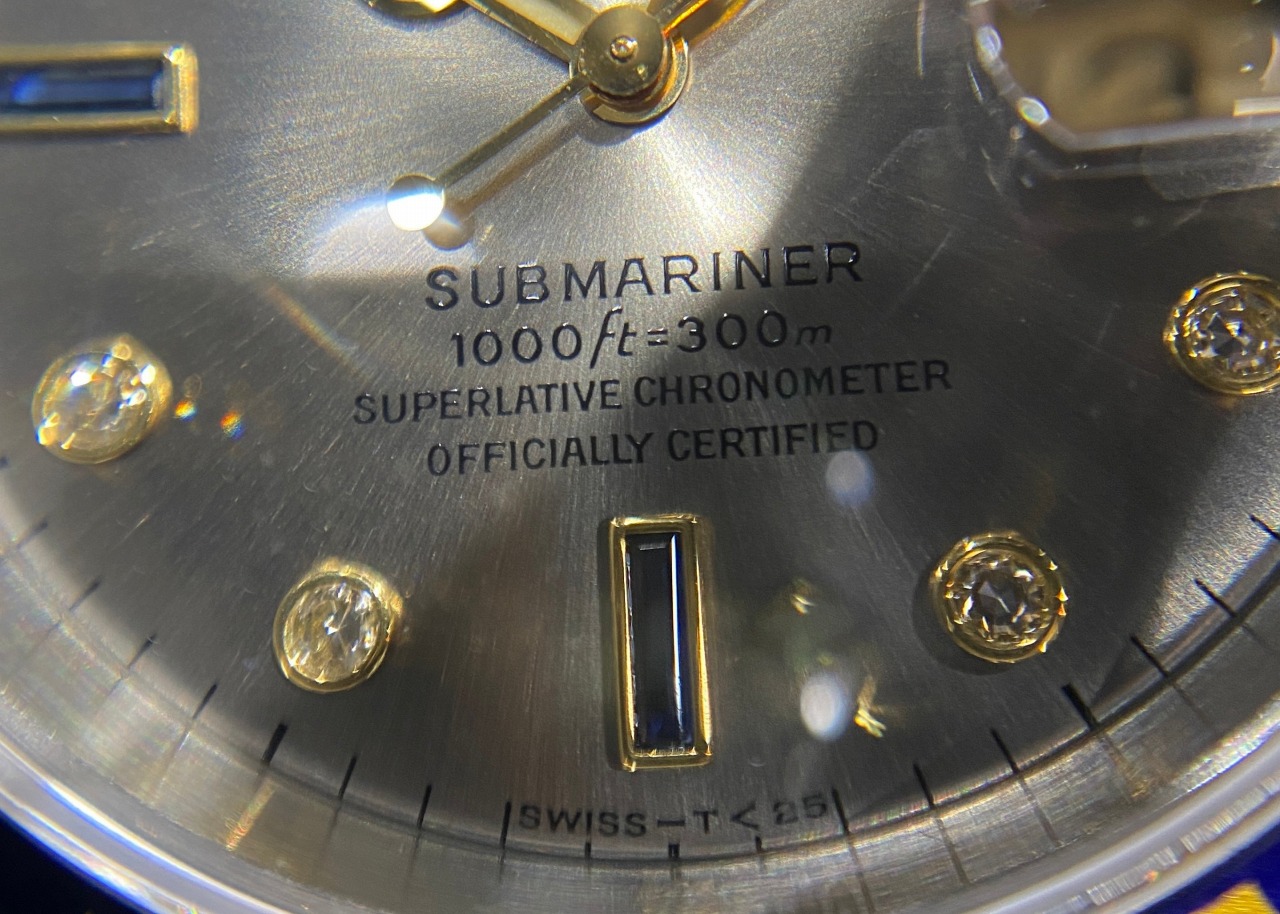 SUBMARINER
1000ft=300m
SUPERLATIVE CHRONOMETER
OFFICIALLY CERTIFIED
SWISS-T<25